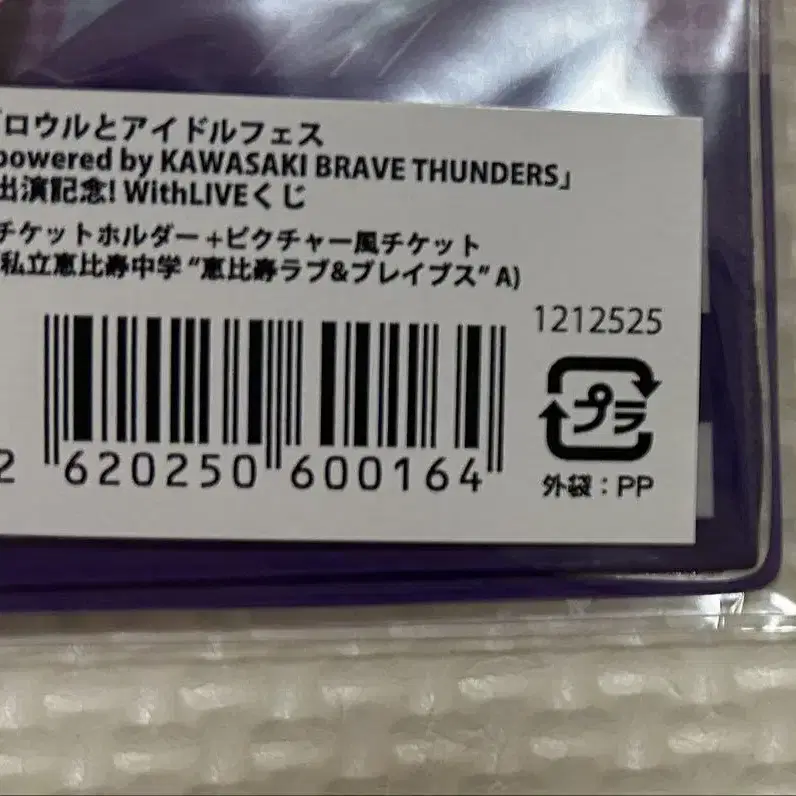 ロウルとアイドルフェス
powered by KAWASAKI BRAVE THUNDERS」
出演記念! WithLIVEくじ
チケットホルダー+ピクチャー風チケット
私立恵比寿中学 “恵比寿ラブ&ブレイブス” A)
1212525
プラ
2 620250 600164
外袋：PP